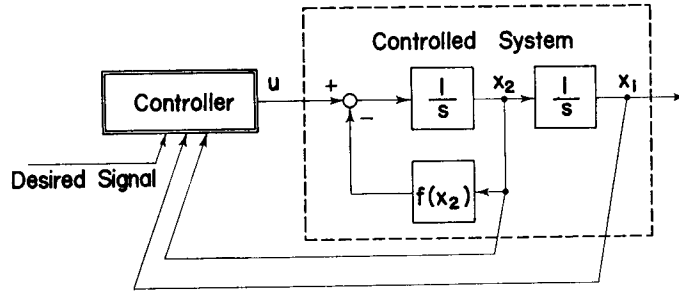 Controlled System
Controller
u
+
−
1/s
x₂
1/s
x₁
f(x₂)
Desired Signal